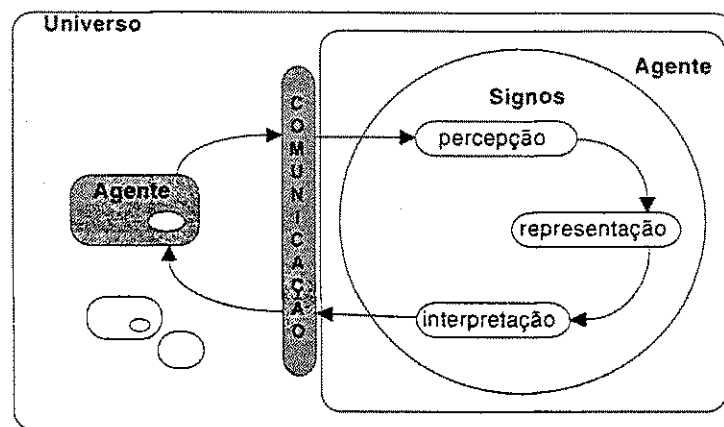 Universo
Agente
Signos
percepção
Agente
representação
interpretação
COMUNICAÇÃO